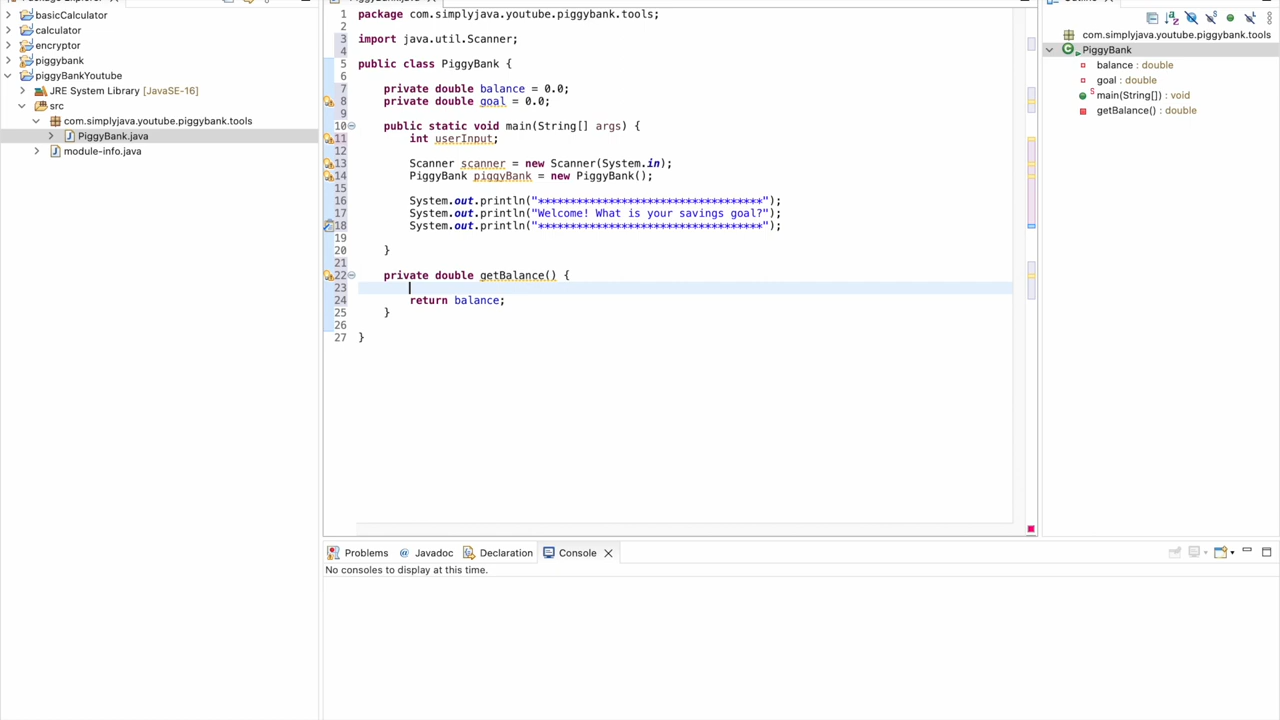 basicCalculator
calculator
encryptor
piggybank
piggyBankYoutube
JRE System Library [JavaSE-16]
src
com.simplyjava.youtube.piggybank.tools
PiggyBank.java
module-info.java
1 package com.simplyjava.youtube.piggybank.tools;
2
3 import java.util.Scanner;
4
5 public class PiggyBank {
6
7 private double balance = 0.0;
8 private double goal = 0.0;
9
10 public static void main(String[] args) {
11 int userInput;
12
13 Scanner scanner = new Scanner(System.in);
14 PiggyBank piggyBank = new PiggyBank();
15
16 System.out.println("***********************************");
17 System.out.println("Welcome! What is your savings goal?");
18 System.out.println("***********************************");
19
20 }
21
22 private double getBalance() {
23
24 return balance;
25 }
26
27 }
com.simplyjava.youtube.piggybank.tools
PiggyBank
balance : double
goal : double
main(String[]) : void
getBalance() : double
Problems
@ Javadoc
Declaration
Console
No consoles to display at this time.